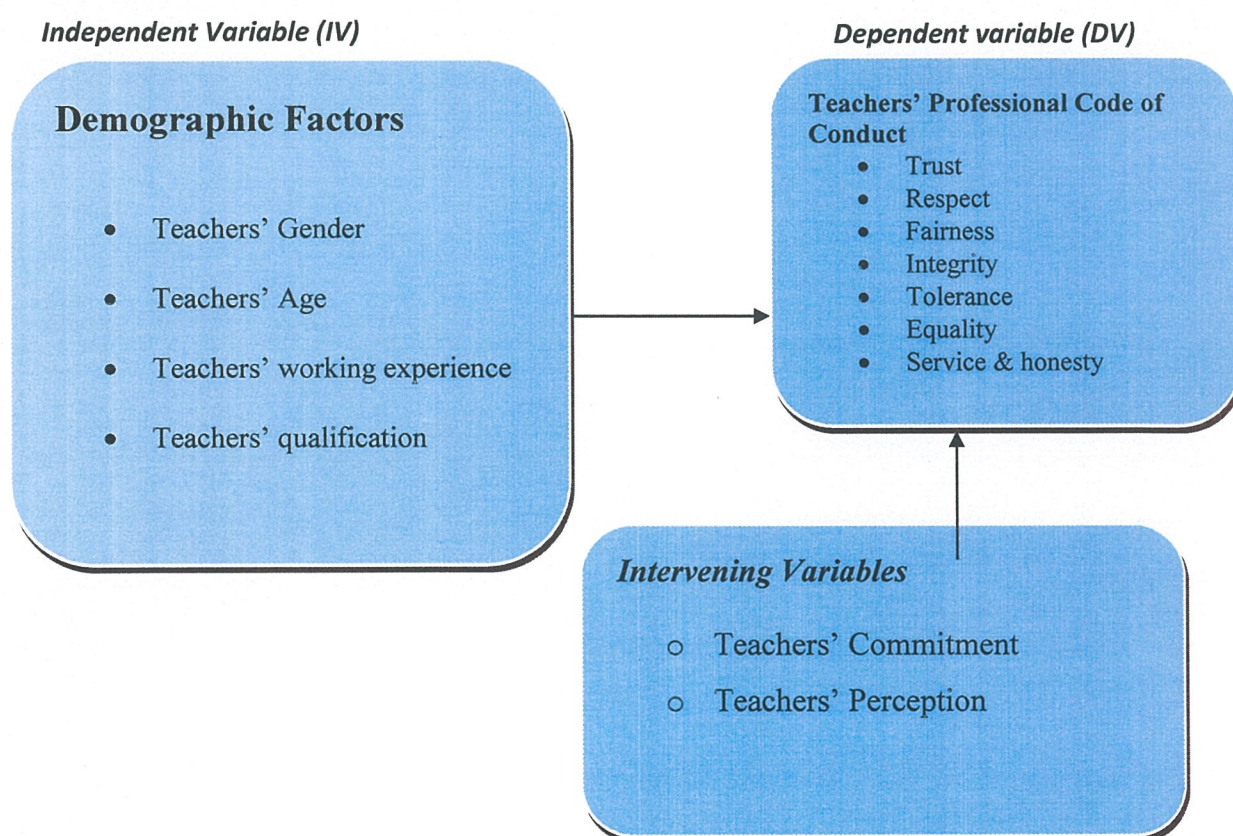 Independent Variable (IV)
Demographic Factors
• Teachers’ Gender
• Teachers’ Age
• Teachers’ working experience
• Teachers’ qualification
Dependent variable (DV)
Teachers’ Professional Code of
Conduct
• Trust
• Respect
• Fairness
• Integrity
• Tolerance
• Equality
• Service & honesty
Intervening Variables
o Teachers’ Commitment
o Teachers’ Perception